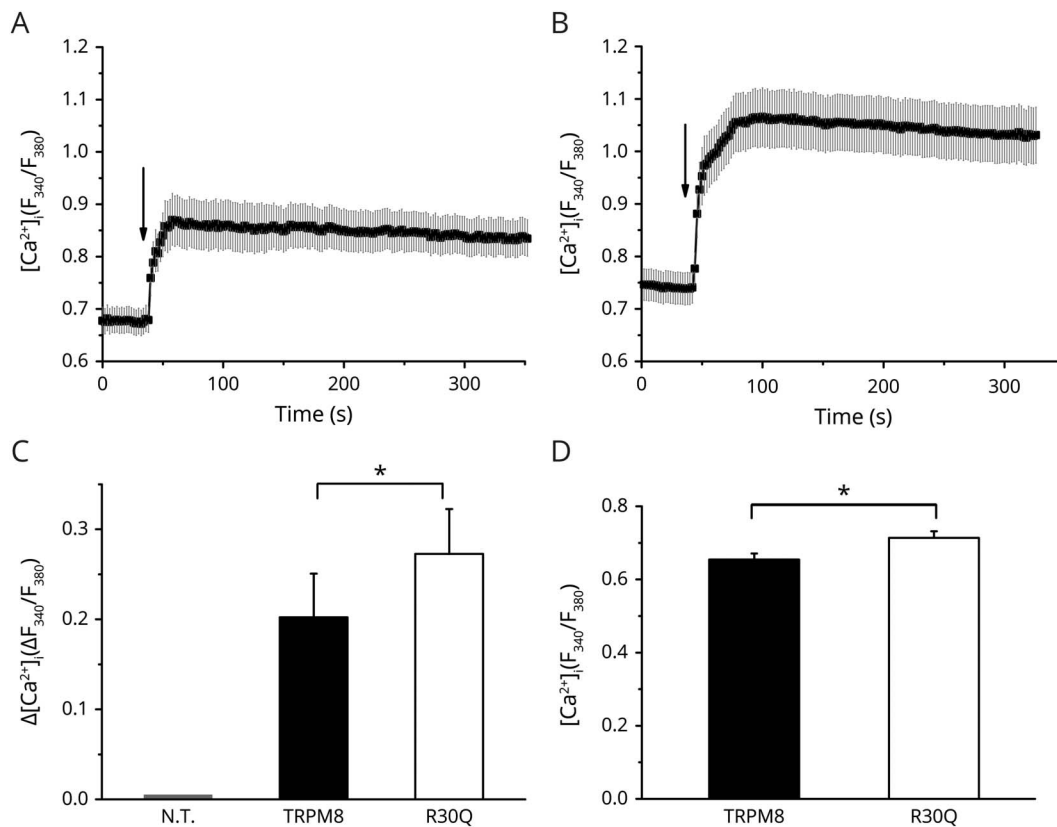 A
1.2
1.1
1.0
0.9
0.8
0.7
0.6
[Ca²⁺]ᵢ(F₃₄₀/F₃₈₀)
0
100
200
300
Time (s)
B
1.2
1.1
1.0
0.9
0.8
0.7
0.6
[Ca²⁺]ᵢ(F₃₄₀/F₃₈₀)
0
100
200
300
Time (s)
C
*
0.3
0.2
0.1
0.0
Δ[Ca²⁺]ᵢ(ΔF₃₄₀/F₃₈₀)
N.T.
TRPM8
R30Q
D
*
0.8
0.6
0.4
0.2
0.0
[Ca²⁺]ᵢ(F₃₄₀/F₃₈₀)
TRPM8
R30Q